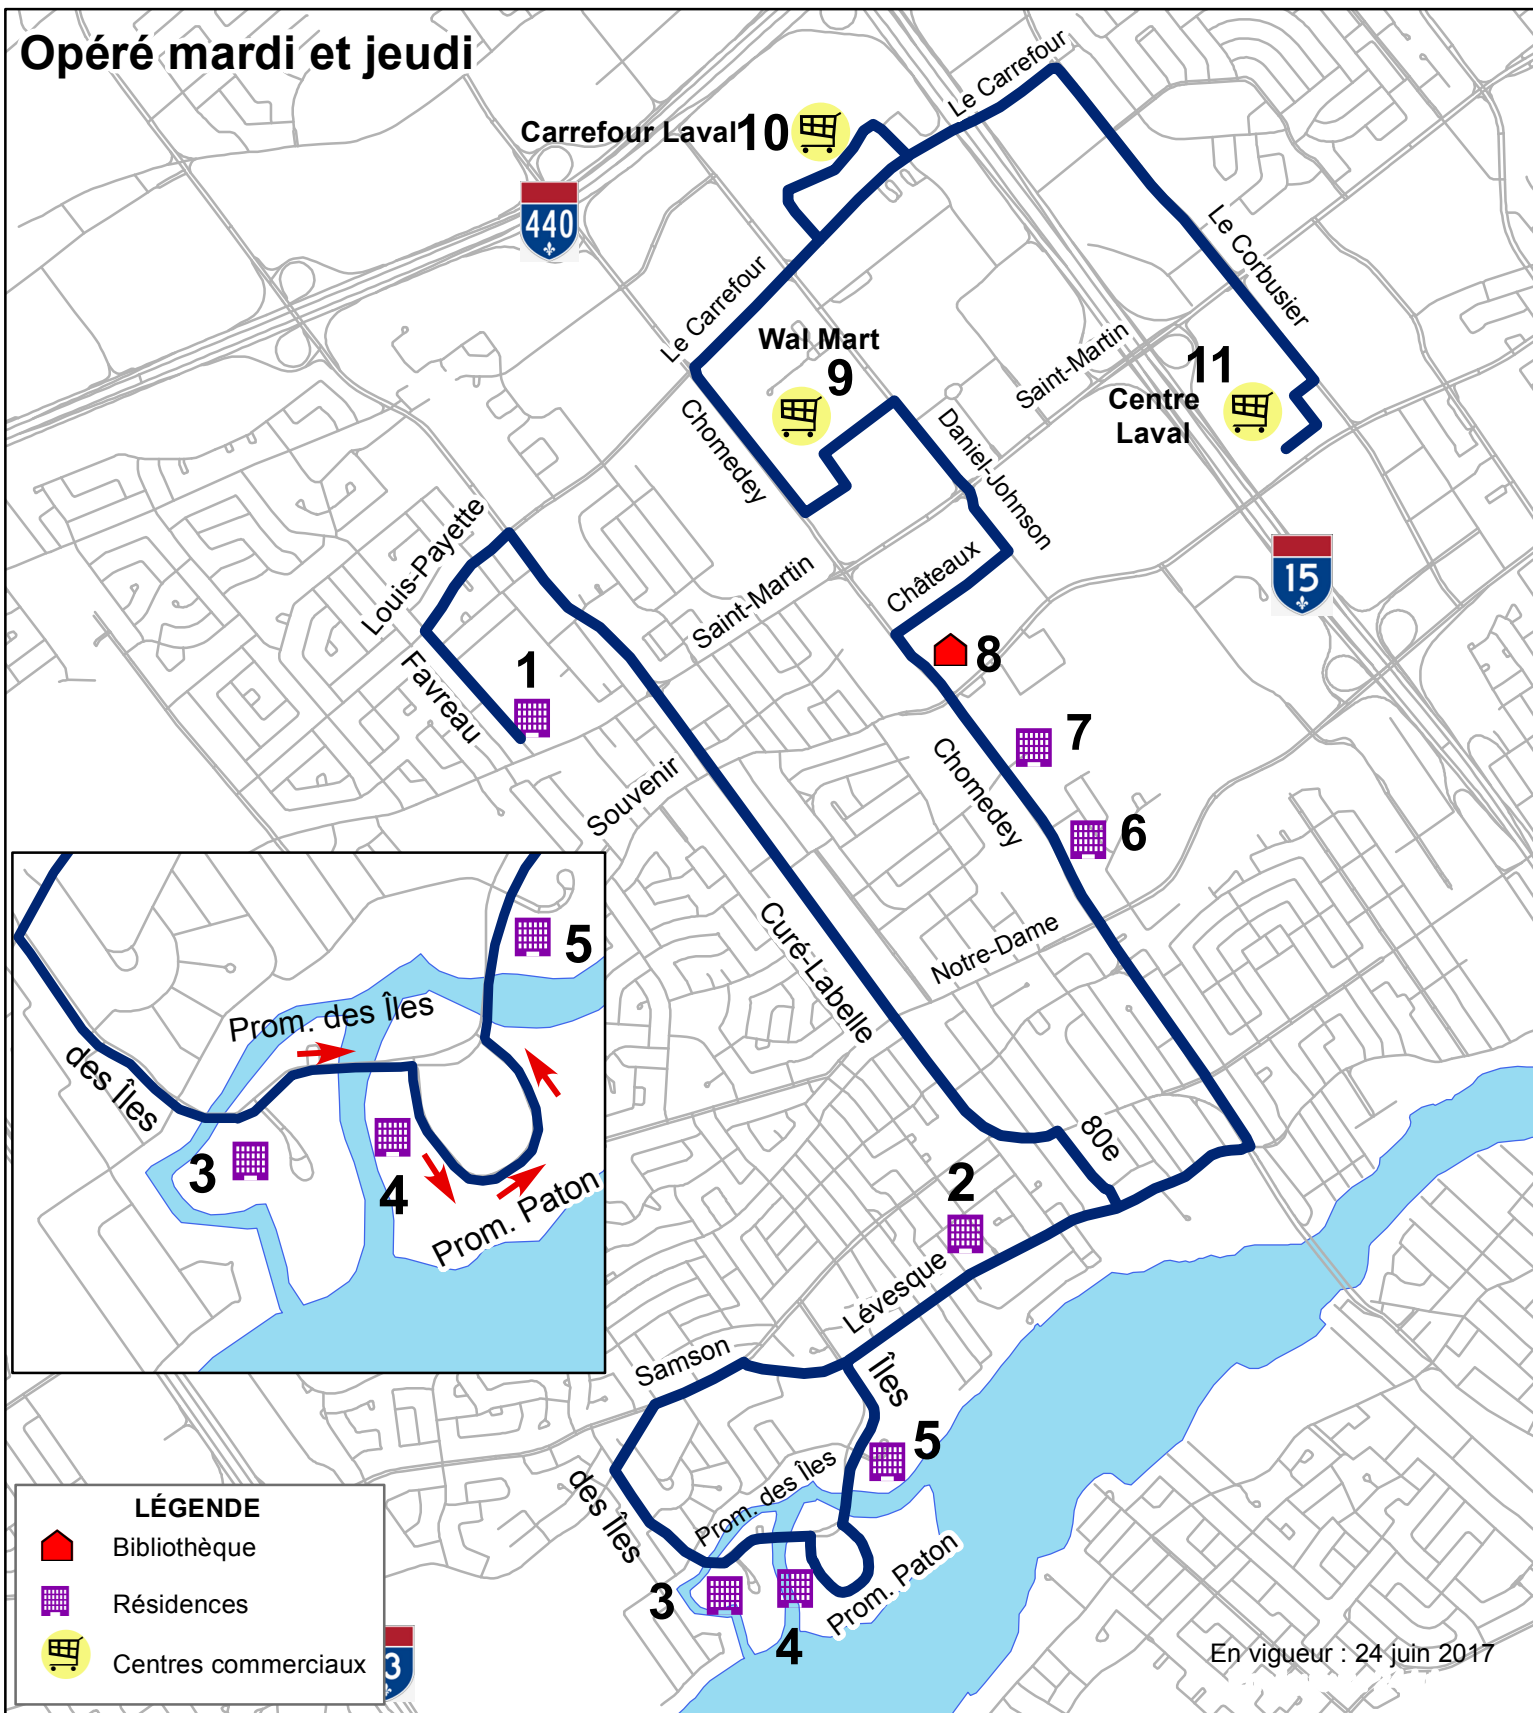 Opéré mardi et jeudi
Le Carrefour
Carrefour Laval
10
440
Le Corbusier
Le Carrefour
Wal Mart
9
Saint-Martin
11
Centre
Laval
Chomedey
Daniel-Johnson
Louis-Payette
Châteaux
15
Saint-Martin
Favreau
1
8
7
Souvenir
Chomedey
6
Curé-Labelle
Notre-Dame
5
Prom. des Îles
des Îles
3
4
Prom. Paton
80e
2
Lévesque
Samson
Îles
5
des Îles
Prom. des Îles
Prom. Paton
3
4
LÉGENDE
Bibliothèque
Résidences
Centres commerciaux
3
En vigueur : 24 juin 2017